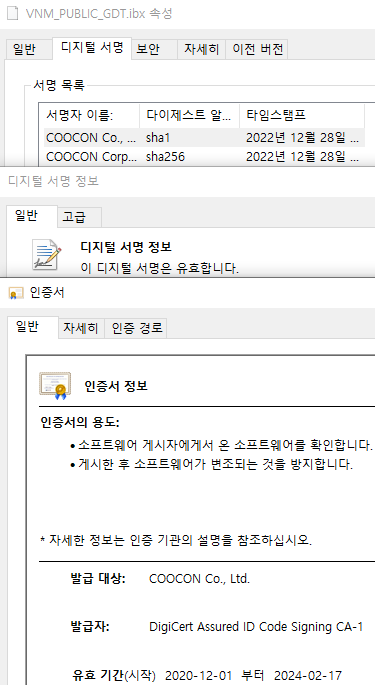 VNM_PUBLIC_GDT.ibx 속성
일반 디지털 서명 보안 자세히 이전 버전
서명 목록
서명자 이름: 다이제스트 알... 타임스탬프
COOCON Co., ... sha1 2022년 12월 28일 ...
COOCON Corp... sha256 2022년 12월 28일 ...
디지털 서명 정보
일반 고급
디지털 서명 정보
이 디지털 서명은 유효합니다.
인증서
일반 자세히 인증 경로
인증서 정보
인증서의 용도:
• 소프트웨어 게시자에게서 온 소프트웨어를 확인합니다.
• 게시한 후 소프트웨어가 변조되는 것을 방지합니다.
* 자세한 정보는 인증 기관의 설명을 참조하십시오.
발급 대상: COOCON Co., Ltd.
발급자: DigiCert Assured ID Code Signing CA-1
유효 기간(시작) 2020-12-01 부터 2024-02-17